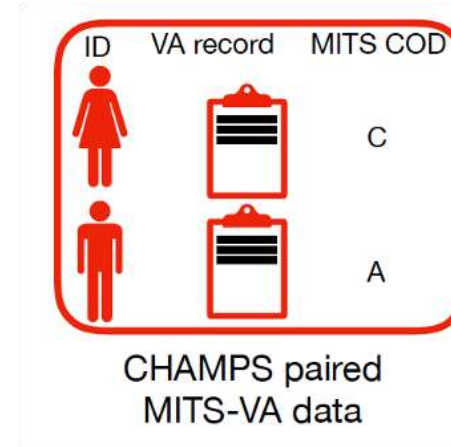 ID VA record MITS COD
C
A
CHAMPS paired
MITS-VA data